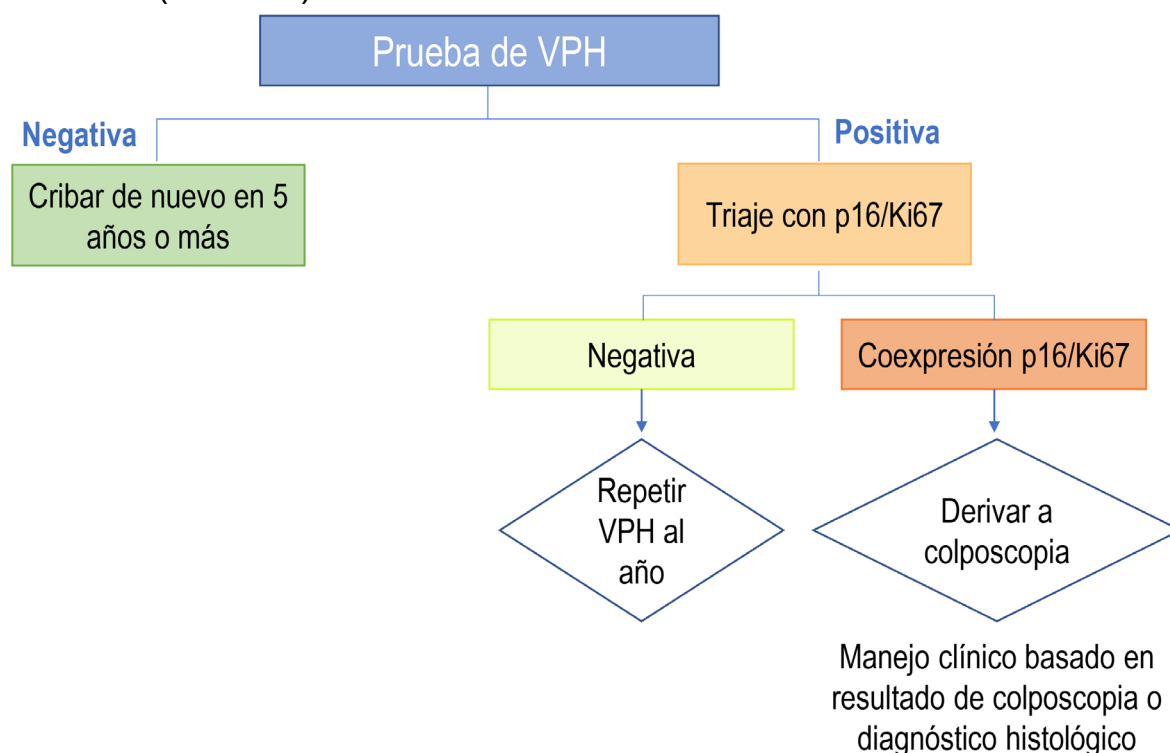 Prueba de VPH
Negativa
Positiva
Cribar de nuevo en 5
años o más
Triaje con p16/Ki67
Negativa
Coexpresión p16/Ki67
Repetir
VPH al
año
Derivar a
colposcopia
Manejo clínico basado en
resultado de colposcopia o
diagnóstico histológico